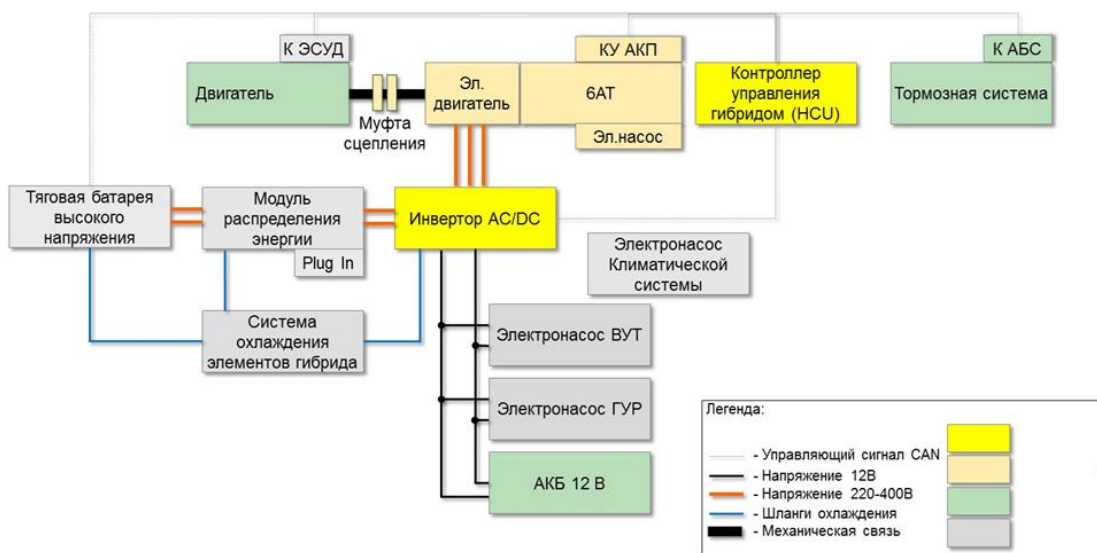 К ЭСУД
КУ АКП
К АБС
Двигатель
Эл.
двигатель
6АТ
Контроллер
управления
гибридом (HCU)
Тормозная система
Муфта
сцепления
Эл.насос
Тяговая батарея
высокого
напряжения
Модуль
распределения
энергии
Plug In
Инвертор AC/DC
Электронасос
Климатической
системы
Система
охлаждения
элементов гибрида
Электронасос ВУТ
Электронасос ГУР
АКБ 12 В
Легенда:
- Управляющий сигнал CAN
- Напряжение 12В
- Напряжение 220-400В
- Шланги охлаждения
- Механическая связь